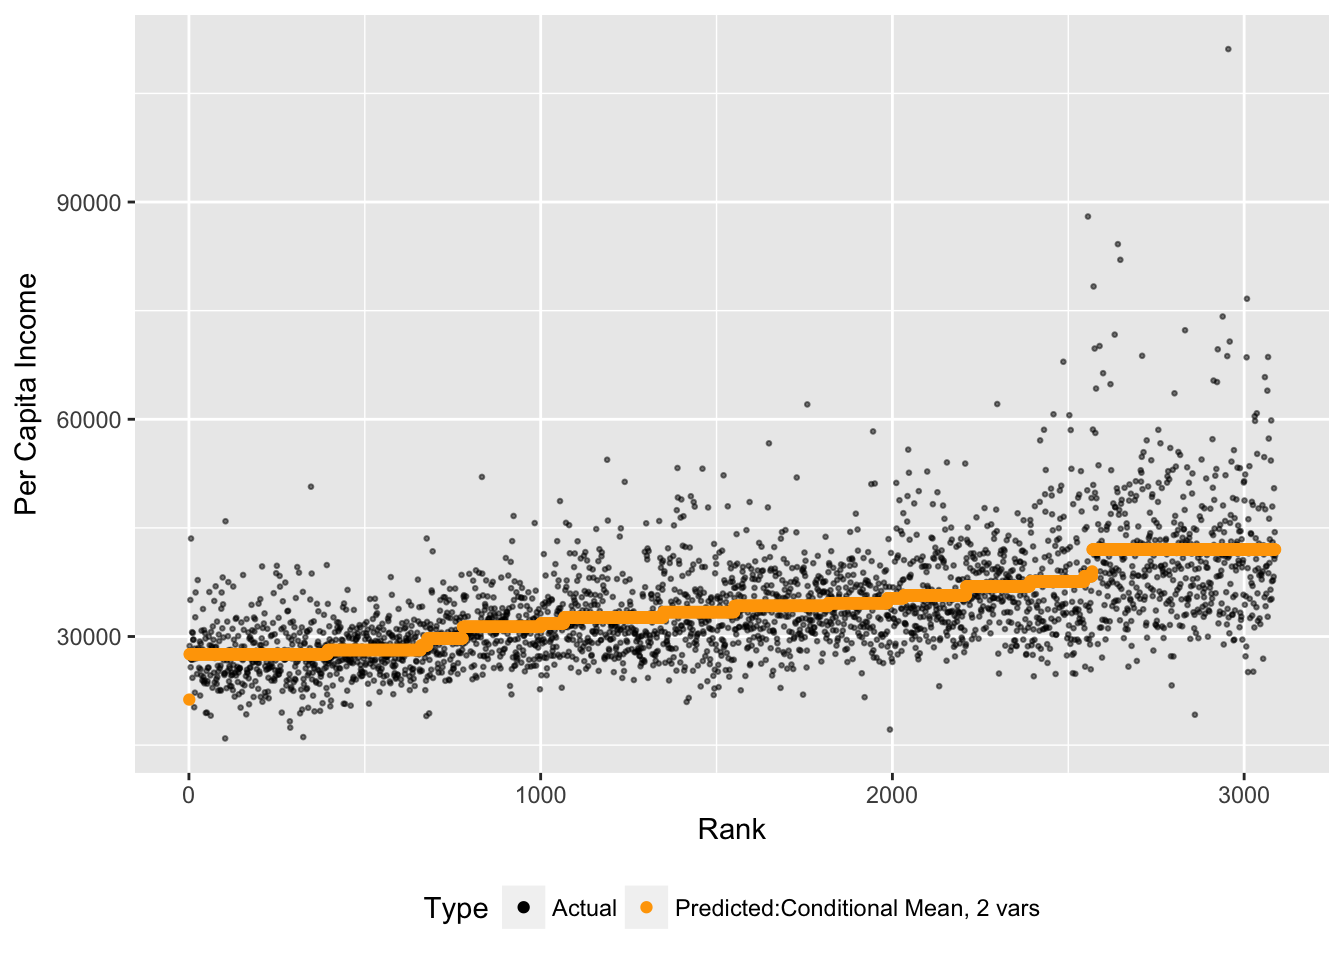 90000
60000
30000
Per Capita Income
0 1000 2000 3000
Rank
Type Actual Predicted:Conditional Mean, 2 vars